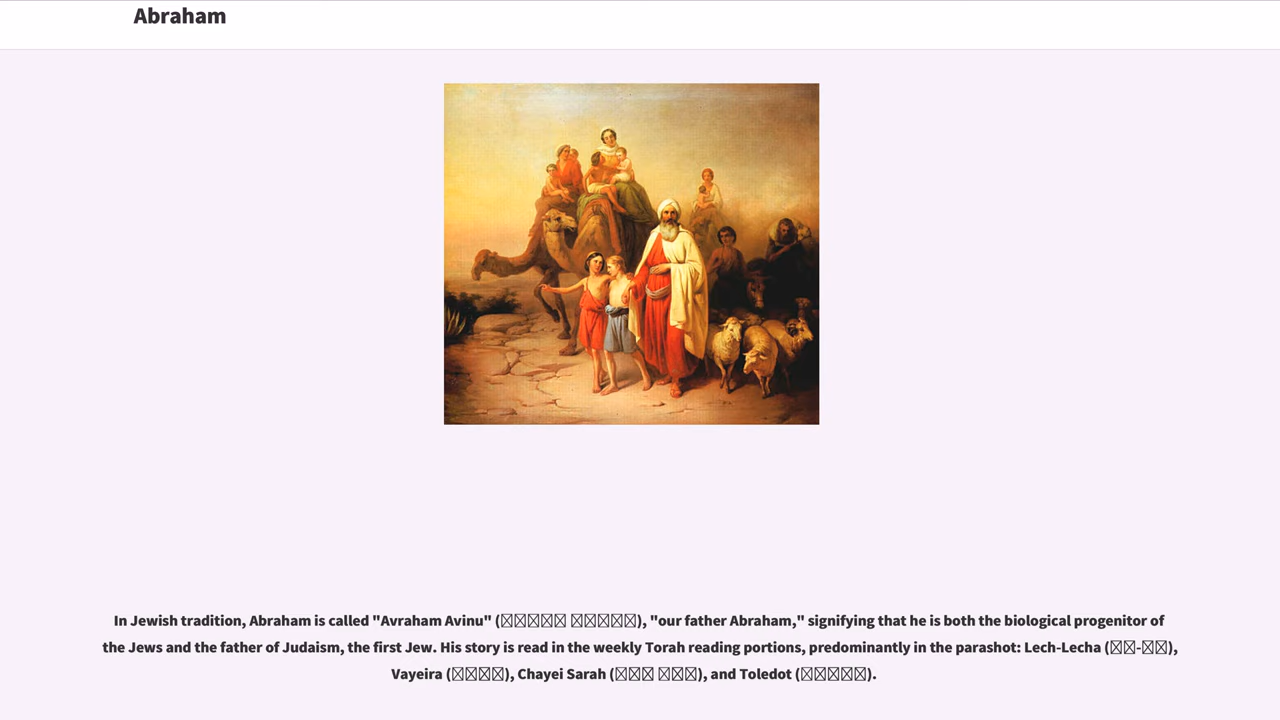 Abraham
In Jewish tradition, Abraham is called "Avraham Avinu" (□□□□□ □□□□□), "our father Abraham," signifying that he is both the biological progenitor of
the Jews and the father of Judaism, the first Jew. His story is read in the weekly Torah reading portions, predominantly in the parashot: Lech-Lecha (□□-□□),
Vayeira (□□□□), Chayei Sarah (□□□ □□□), and Toledot (□□□□□).